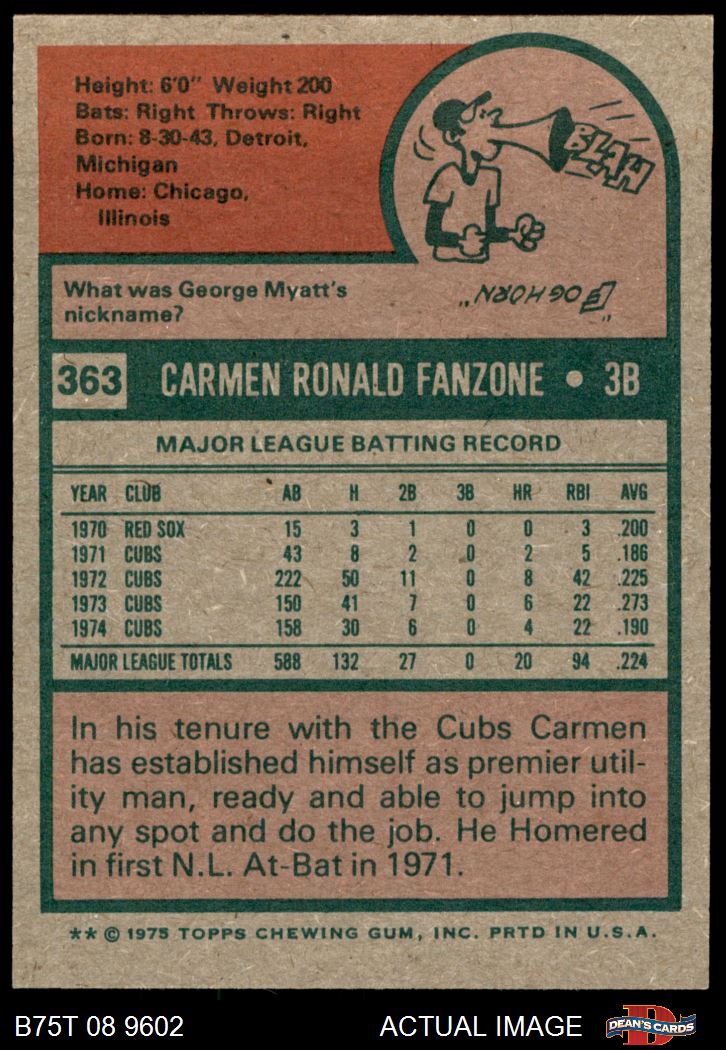 Height: 6'0" Weight 200
Bats: Right Throws: Right
Born: 8-30-43, Detroit,
Michigan
Home: Chicago,
Illinois
BLAH
What was George Myatt's
nickname?
"FOGHORN"
363 CARMEN RONALD FANZONE • 3B
MAJOR LEAGUE BATTING RECORD
YEAR CLUB AB H 2B 3B HR RBI AVG
1970 RED SOX 15 3 1 0 0 3 .200
1971 CUBS 43 8 2 0 2 5 .186
1972 CUBS 222 50 11 0 8 42 .225
1973 CUBS 150 41 7 0 6 22 .273
1974 CUBS 158 30 6 0 4 22 .190
MAJOR LEAGUE TOTALS 588 132 27 0 20 94 .224
In his tenure with the Cubs Carmen
has established himself as premier util-
ity man, ready and able to jump into
any spot and do the job. He Homered
in first N.L. At-Bat in 1971.
** © 1975 TOPPS CHEWING GUM, INC. PRTD IN U.S.A.
B75T 08 9602 ACTUAL IMAGE DEAN'S CARDS